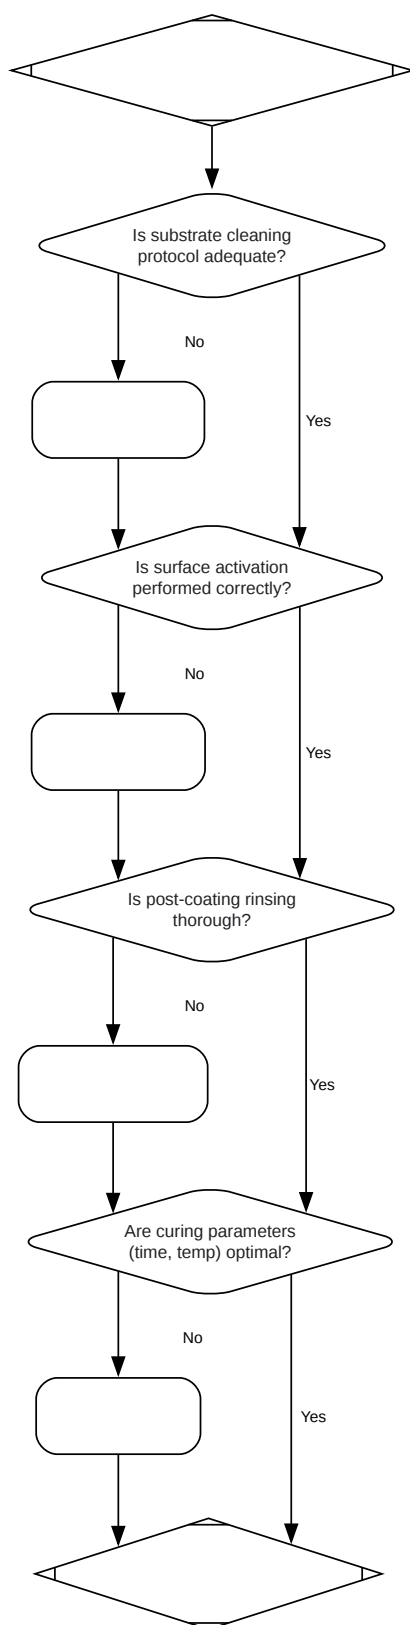 Is substrate cleaning
protocol adequate?
No
Yes
Is surface activation
performed correctly?
No
Yes
Is post-coating rinsing
thorough?
No
Yes
Are curing parameters
(time, temp) optimal?
No
Yes